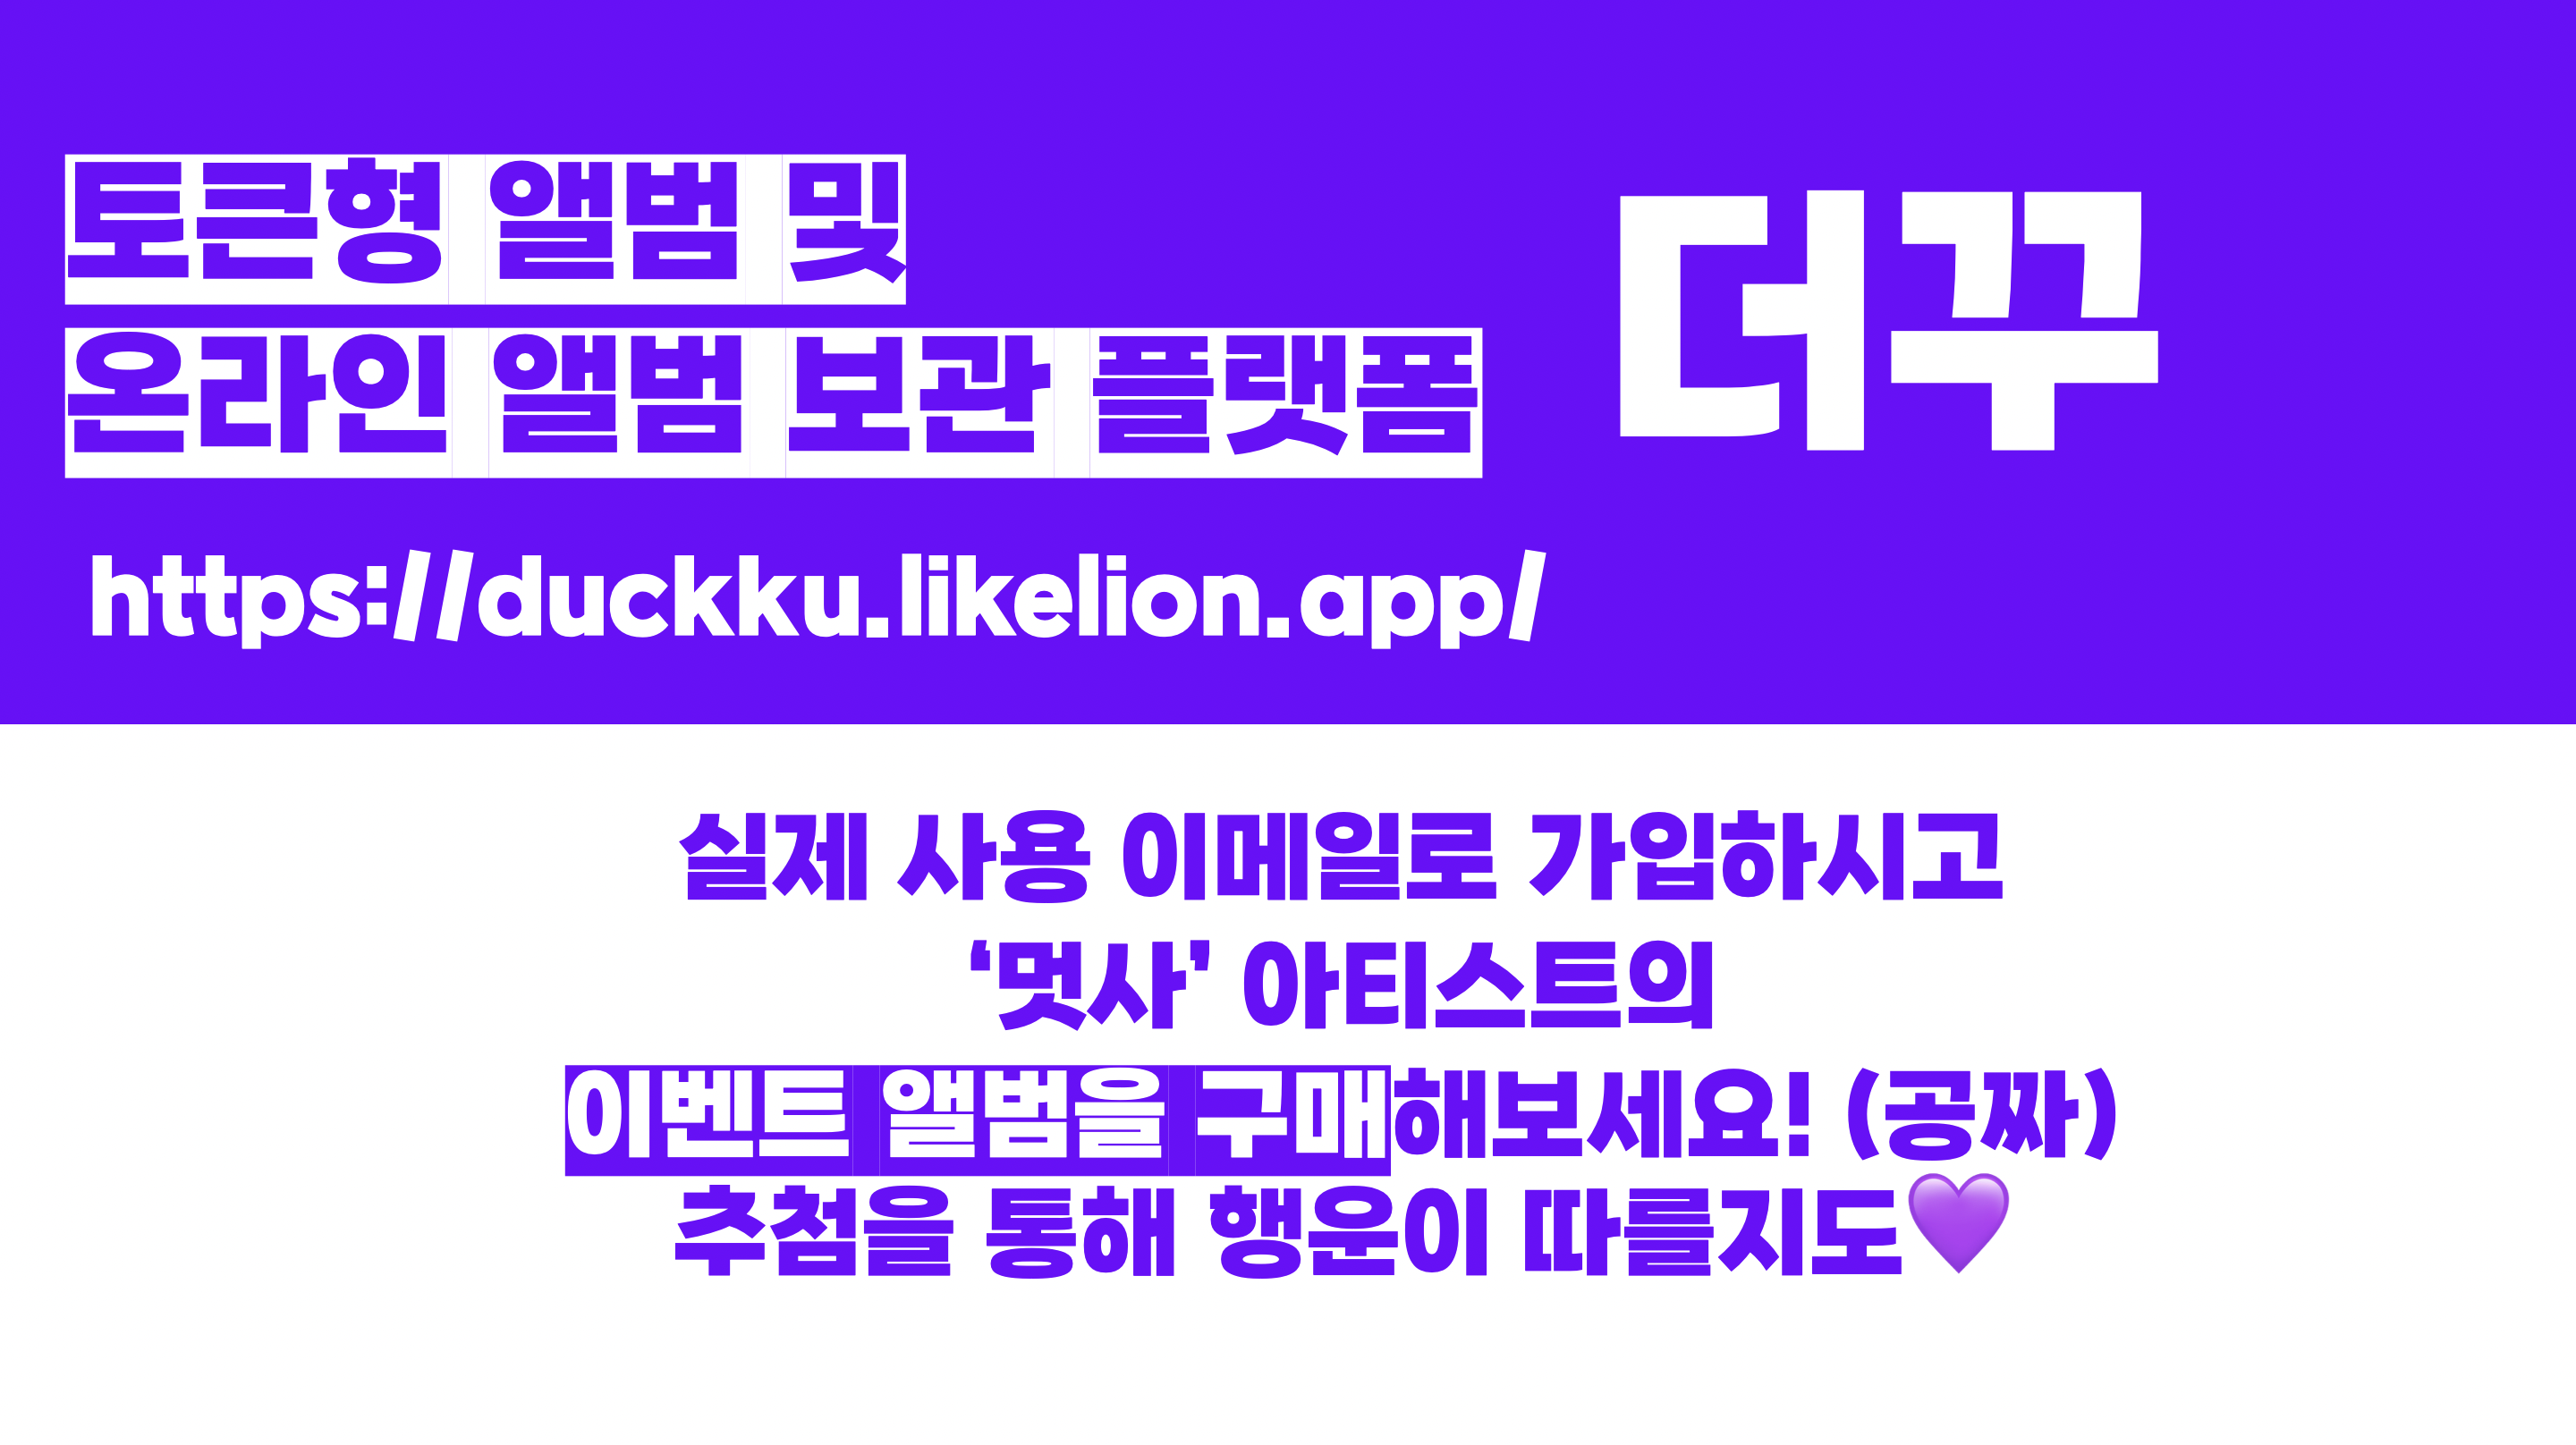 토큰형 앨범 및
온라인 앨범 보관 플랫폼
더꾸
https://duckku.likelion.app/
실제 사용 이메일로 가입하시고
‘멋사’ 아티스트의
이벤트 앨범을 구매해보세요! (공짜)
추첨을 통해 행운이 따를지도💜